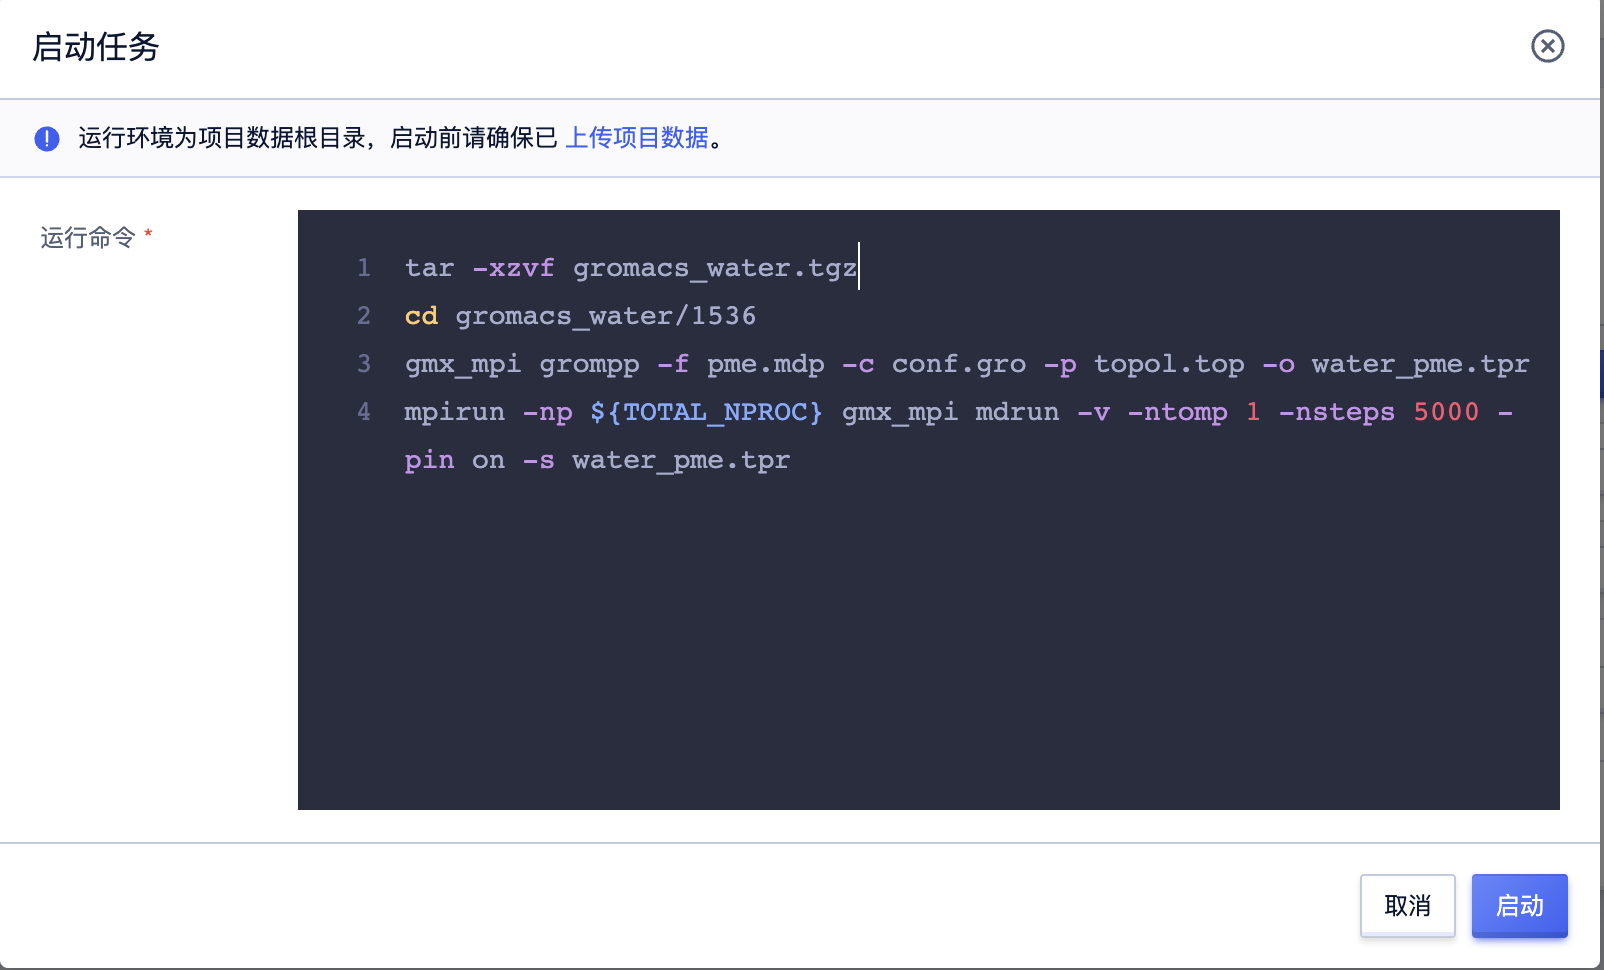 启动任务
运行环境为项目数据根目录，启动前请确保已 上传项目数据。
运行命令 *
1 tar -xzvf gromacs_water.tgz
2 cd gromacs_water/1536
3 gmx_mpi grompp -f pme.mdp -c conf.gro -p topol.top -o water_pme.tpr
4 mpirun -np ${TOTAL_NPROC} gmx_mpi mdrun -v -ntomp 1 -nsteps 5000 -
pin on -s water_pme.tpr
取消 启动